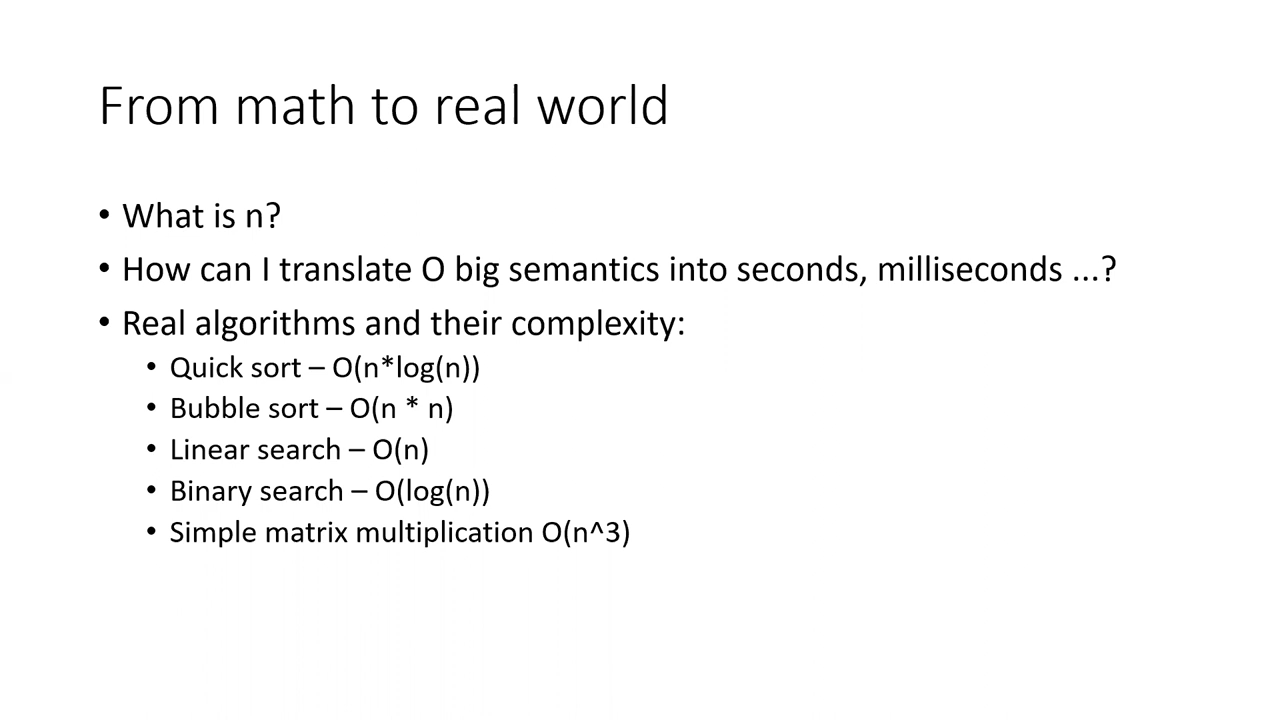 From math to real world
• What is n?
• How can I translate O big semantics into seconds, milliseconds ...?
• Real algorithms and their complexity:
• Quick sort – O(n*log(n))
• Bubble sort – O(n * n)
• Linear search – O(n)
• Binary search – O(log(n))
• Simple matrix multiplication O(n^3)